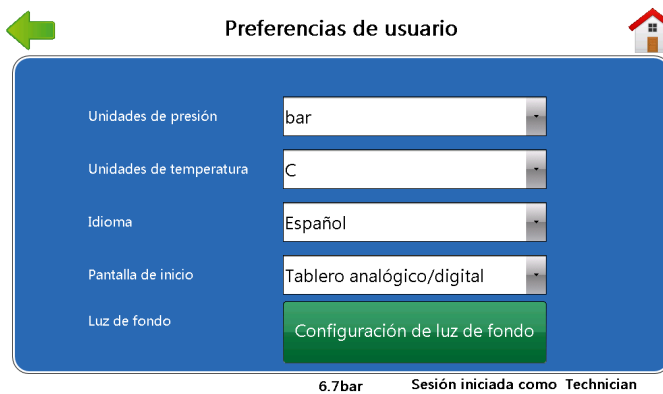 Preferencias de usuario
Unidades de presión
bar
Unidades de temperatura
C
Idioma
Español
Pantalla de inicio
Tablero analógico/digital
Luz de fondo
Configuración de luz de fondo
6.7bar
Sesión iniciada como Technician